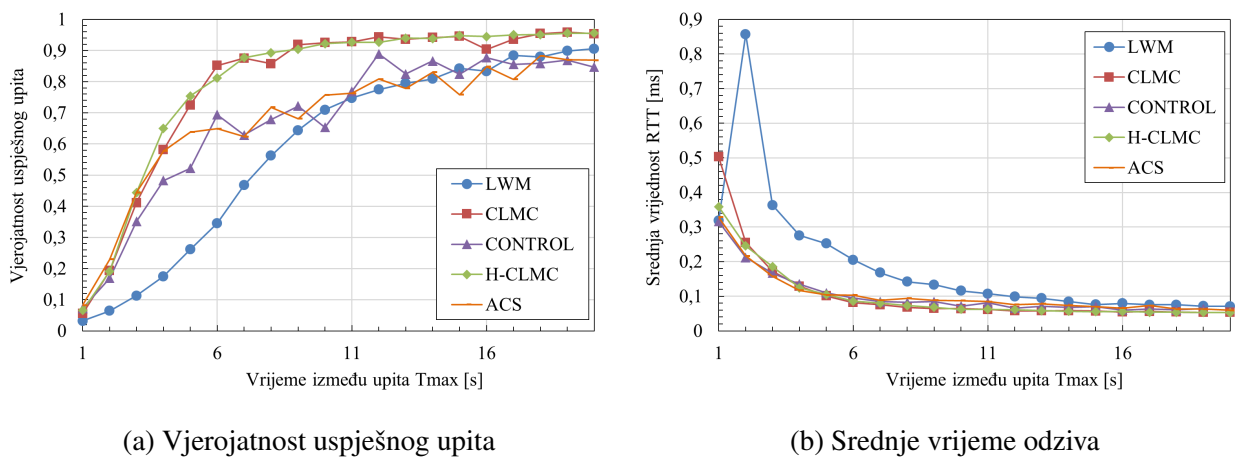 1
0,9
0,8
0,7
0,6
0,5
0,4
0,3
0,2
0,1
0
Vjerojatnost uspješnog upita
LWM
CLMC
CONTROL
H-CLMC
ACS
1 6 11 16
Vrijeme između upita Tmax [s]
(a) Vjerojatnost uspješnog upita
0,9
0,8
0,7
0,6
0,5
0,4
0,3
0,2
0,1
0
Srednja vrijednost RTT [ms]
LWM
CLMC
CONTROL
H-CLMC
ACS
1 6 11 16
Vrijeme između upita Tmax [s]
(b) Srednje vrijeme odziva